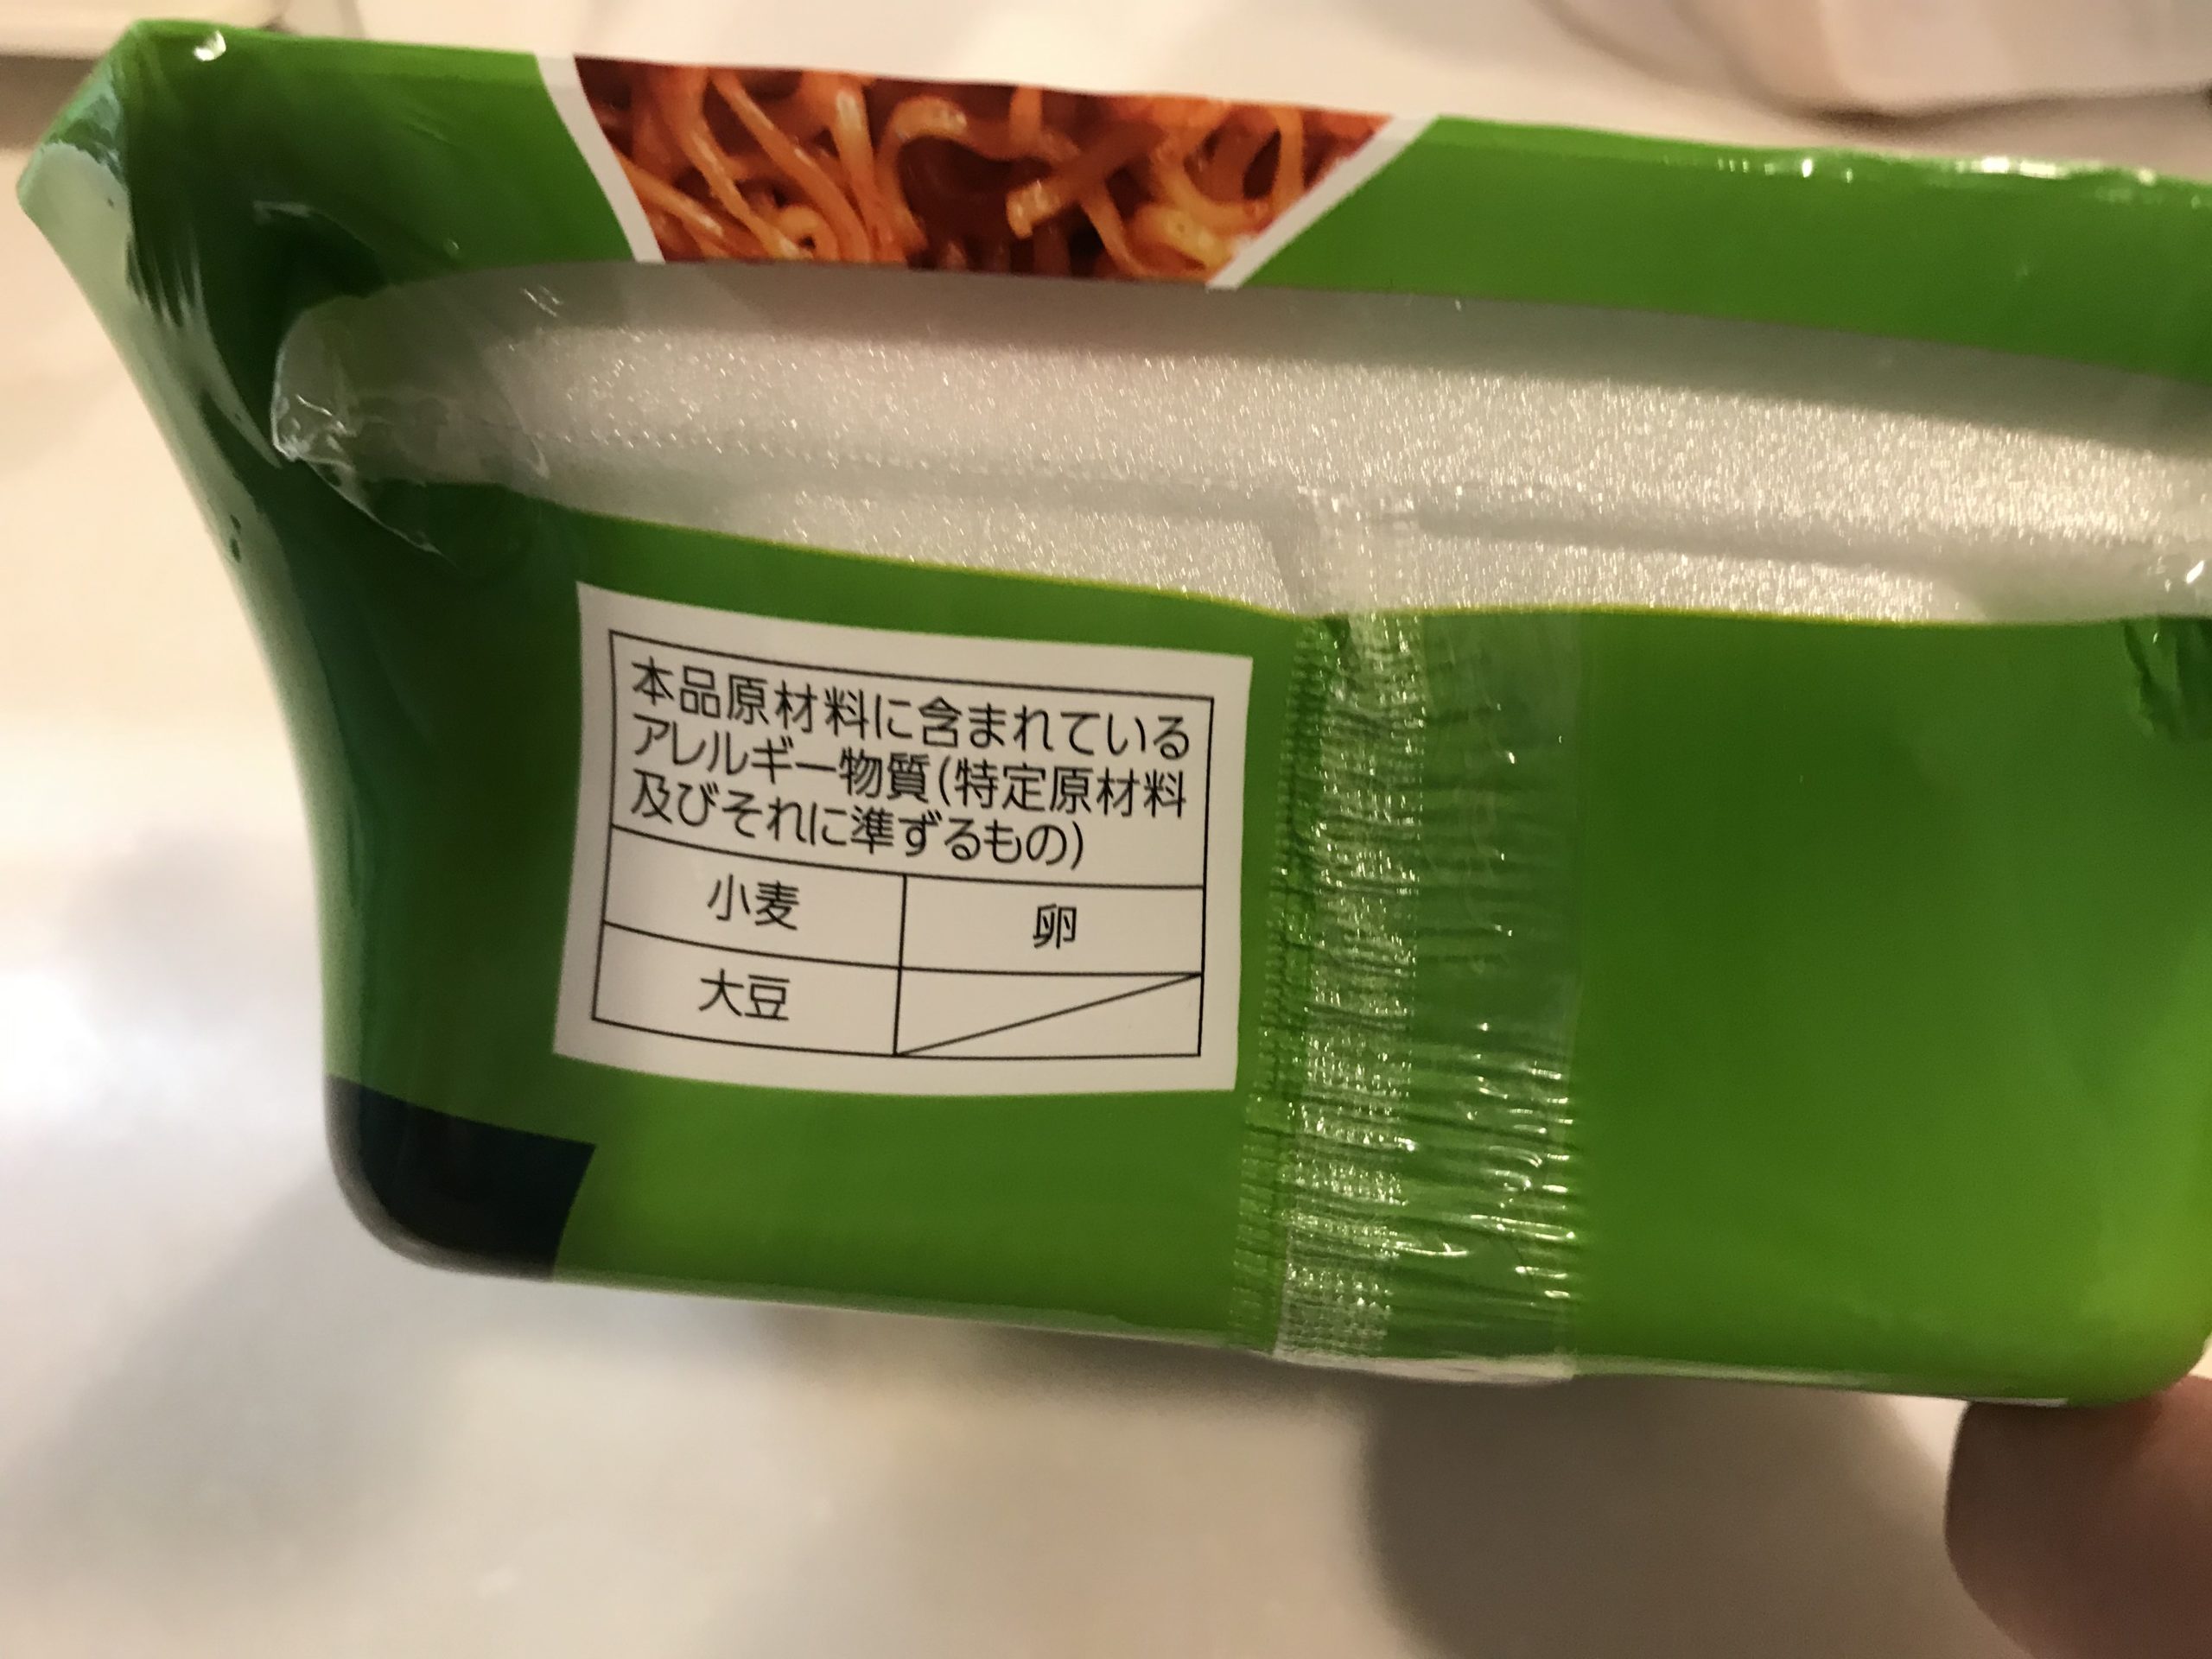 本品原材料に含まれている
アレルギー物質(特定原材料
及びそれに準ずるもの)
小麦 卵
大豆